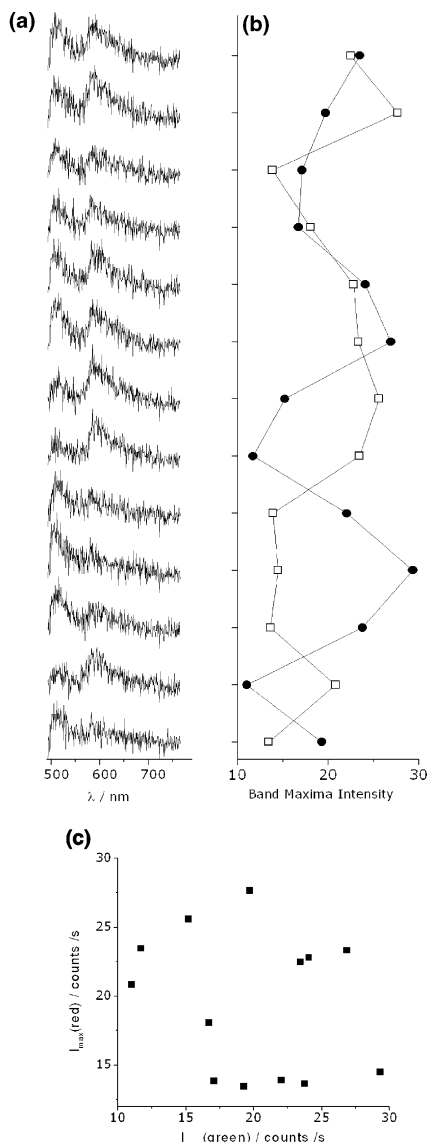 (a)
(b)
500 600 700
λ / nm
10 20 30
Band Maxima Intensity
(c)
30
25
20
15
I max (red) / counts /s
10 15 20 25 30
I (green) / counts /s